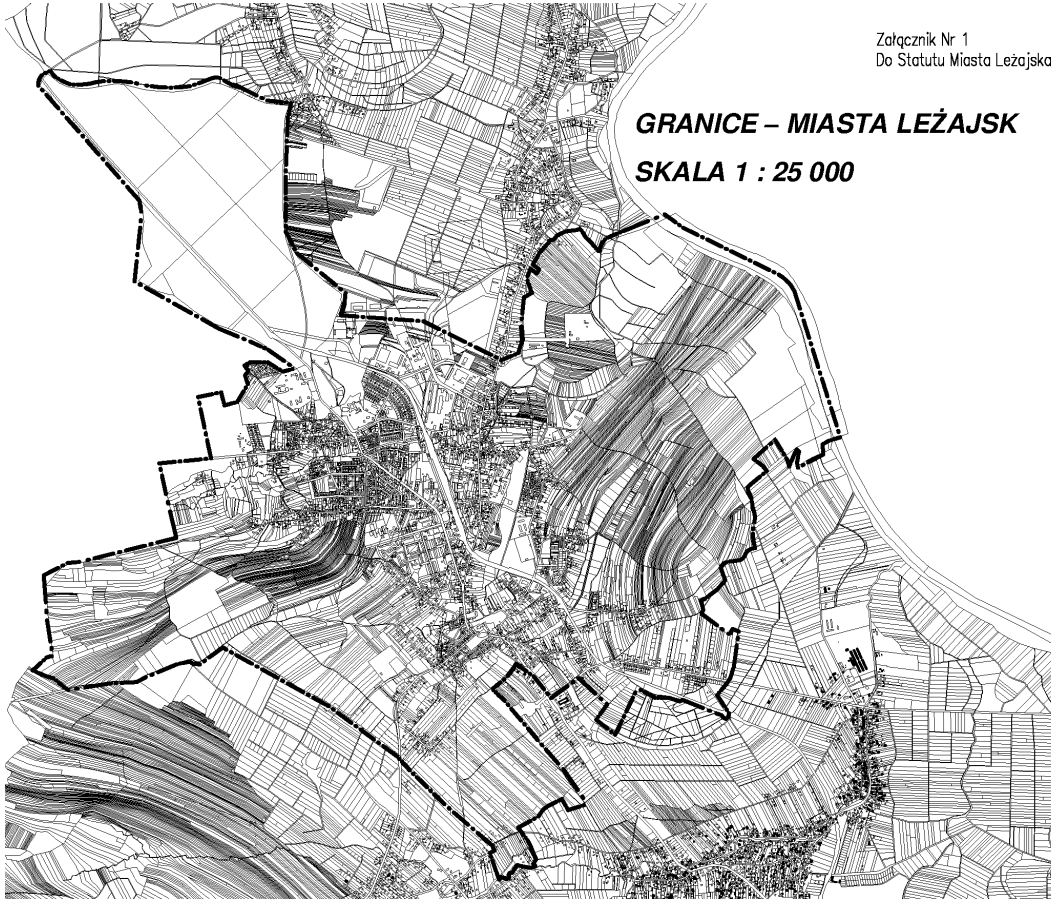 Załącznik Nr 1
Do Statutu Miasta Leżajska
GRANICE – MIASTA LEŻAJSK
SKALA 1 : 25 000